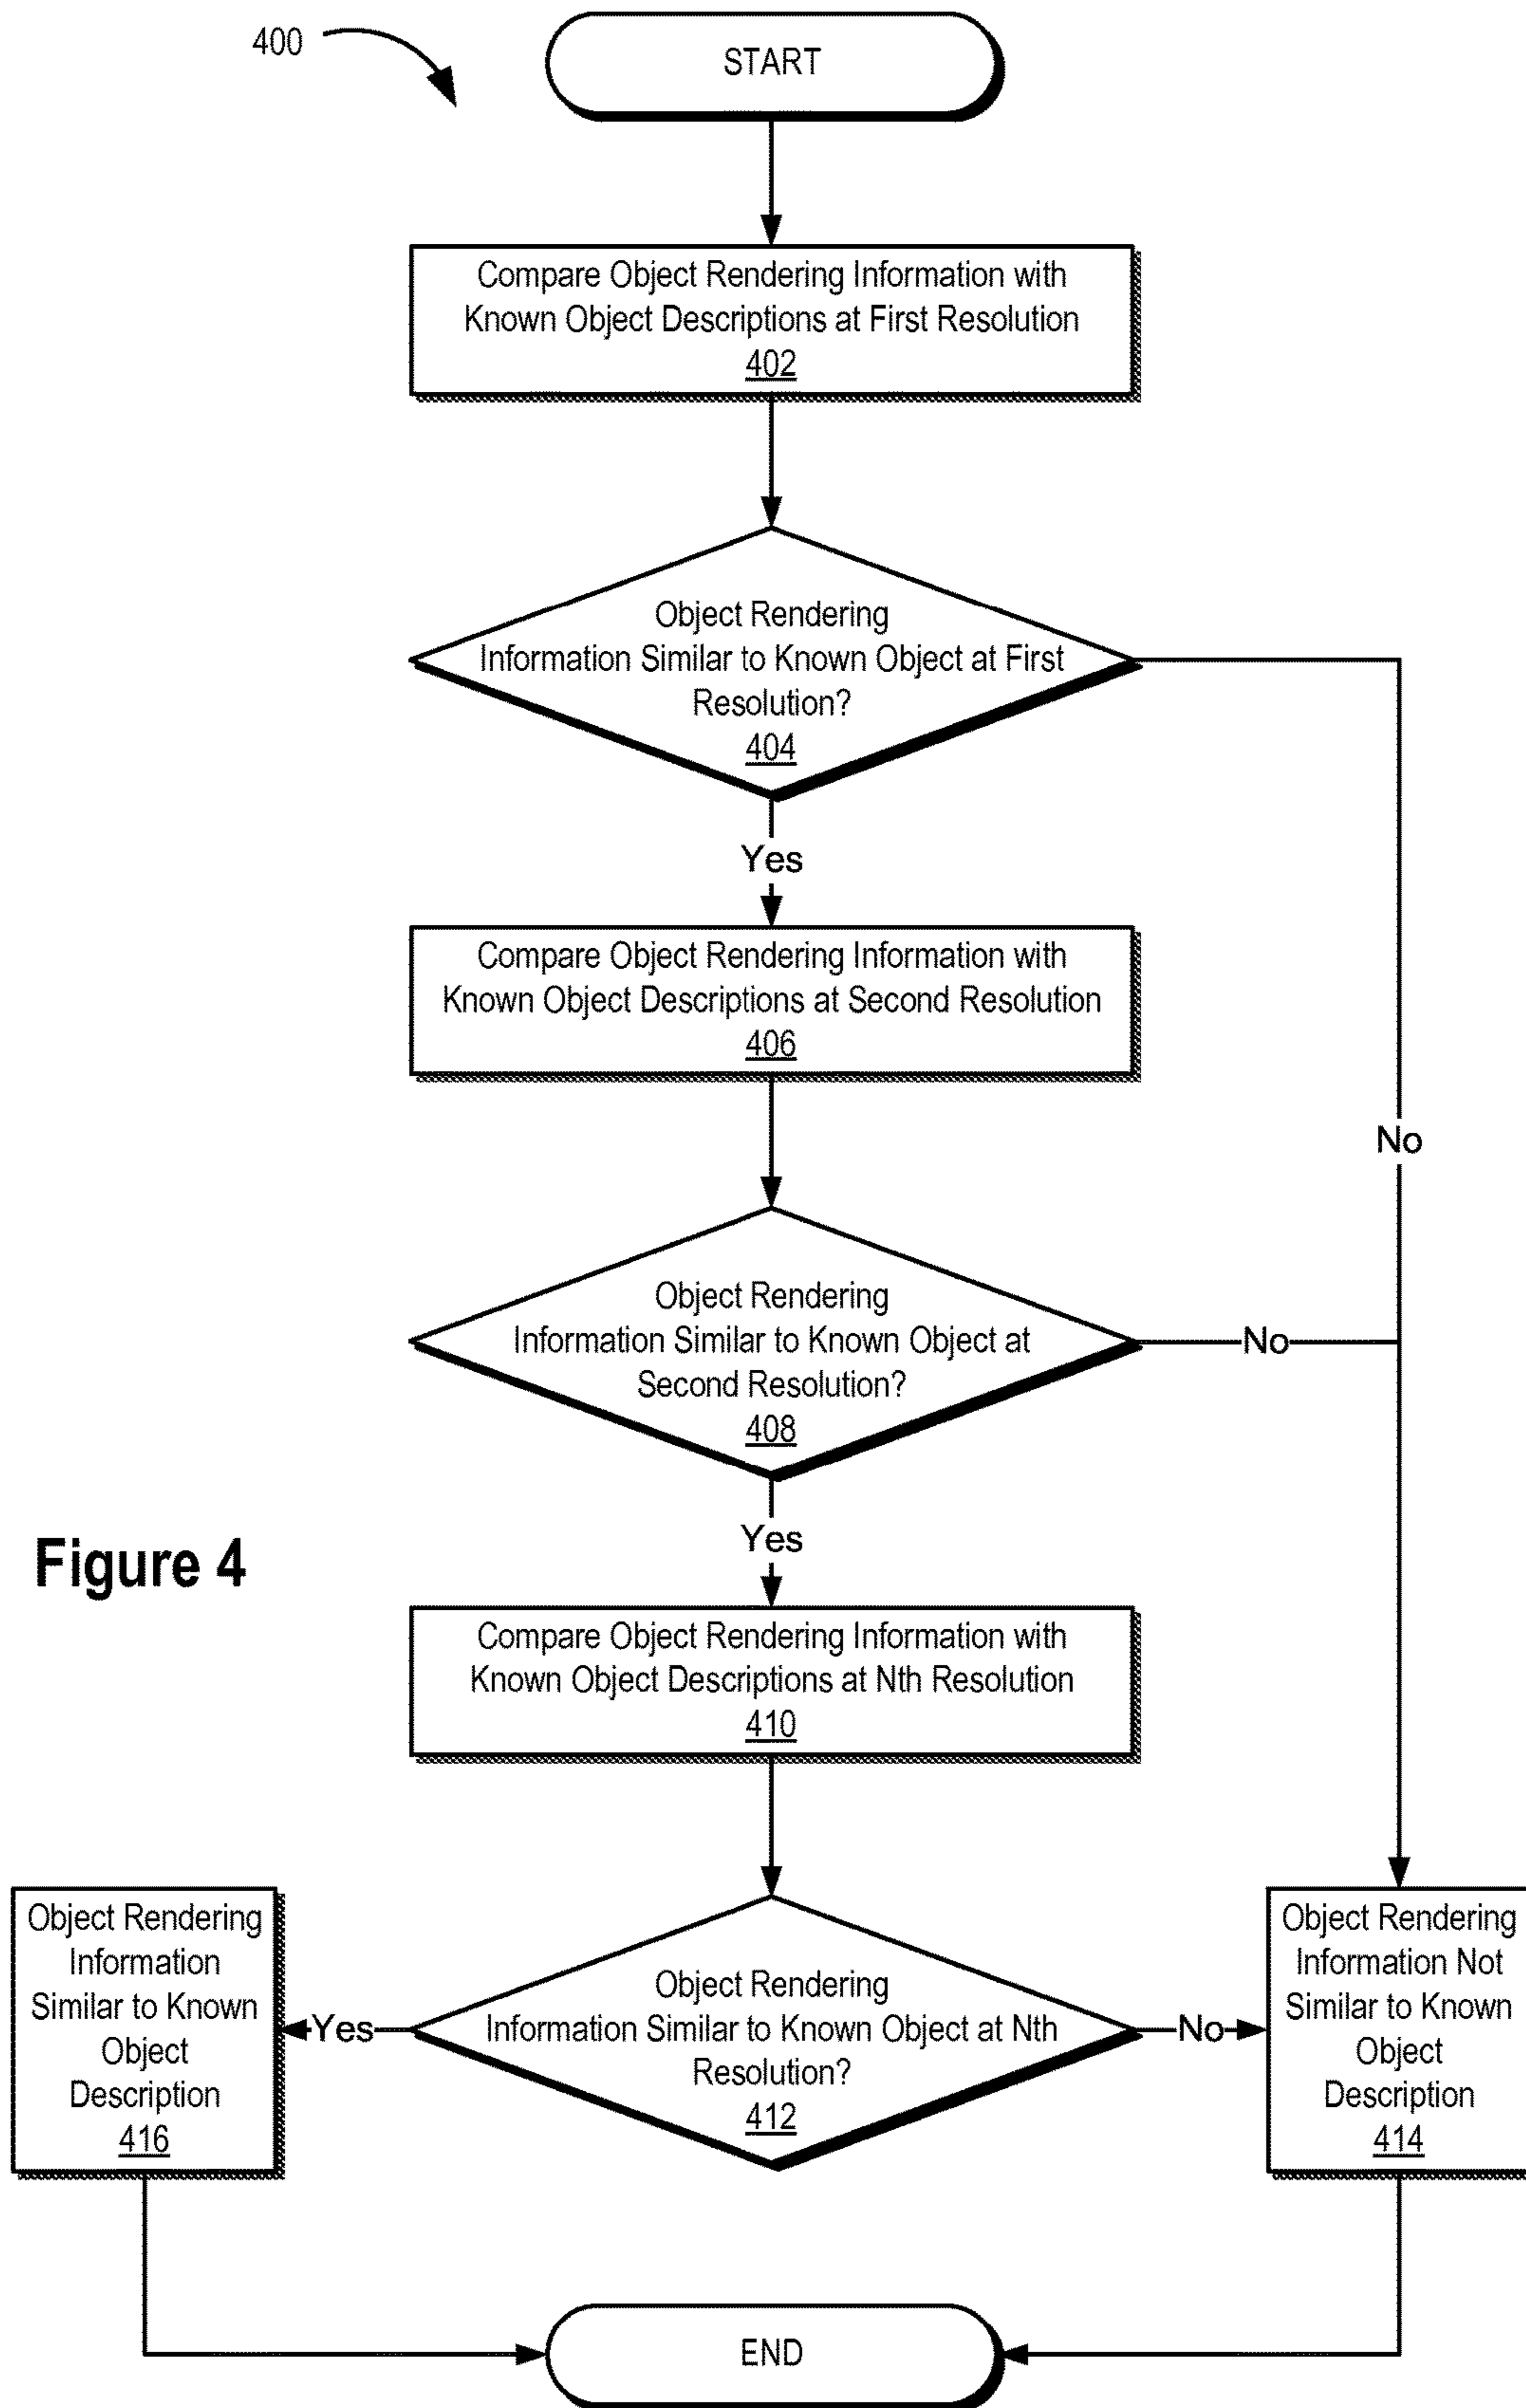 400
START
Compare Object Rendering Information with
Known Object Descriptions at First Resolution
402
Object Rendering
Information Similar to Known Object at First
Resolution?
404
Yes
Compare Object Rendering Information with
Known Object Descriptions at Second Resolution
406
No
Object Rendering
Information Similar to Known Object at
Second Resolution?
408
No
Yes
Figure 4
Compare Object Rendering Information with
Known Object Descriptions at Nth Resolution
410
Object Rendering
Information
Similar to Known
Object
Description
416
Yes
Object Rendering
Information Similar to Known Object at Nth
Resolution?
412
No
Object Rendering
Information Not
Similar to Known
Object
Description
414
END